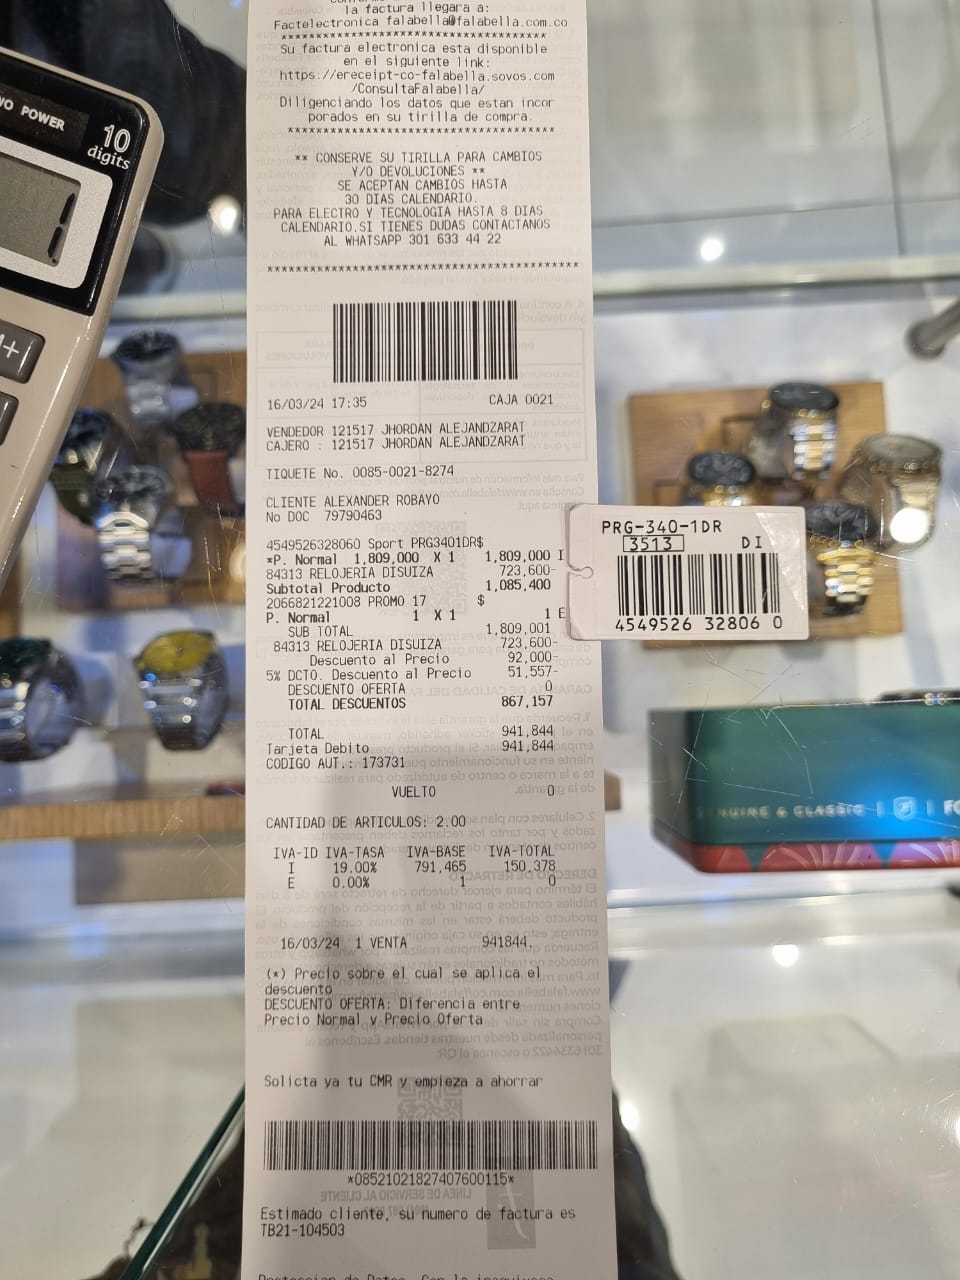 la factura llegara a:
Factelectronica falabella@falabella.com.co
************************************
Su factura electronica esta disponible
en el siguiente link:
https://ereceipt-co-falabella.sovos.com
/ConsultaFalabella/
Diligenciando los datos que estan incor
porados en su tirilla de compra.
************************************
** CONSERVE SU TIRILLA PARA CAMBIOS
Y/O DEVOLUCIONES **
SE ACEPTAN CAMBIOS HASTA
30 DIAS CALENDARIO.
PARA ELECTRO Y TECNOLOGIA HASTA 8 DIAS
CALENDARIO.SI TIENES DUDAS CONTACTANOS
AL WHATSAPP 301 633 44 22
****************************************
16/03/24 17:35 CAJA 0021
VENDEDOR 121517 JHORDAN ALEJANDZARAT
CAJERO : 121517 JHORDAN ALEJANDZARAT
TIQUETE No. 0085-0021-8274
CLIENTE ALEXANDER ROBAYO
No DOC 79790463
4549526328060 Sport PRG3401DR$
*P. Normal 1,809,000 X 1 1,809,000 I
84313 RELOJERIA DISUIZA 723,600-
Subtotal Producto 1,085,400
2066821221008 PROMO 17 $
P. Normal 1 X 1 1 E
SUB TOTAL 1,809,001
84313 RELOJERIA DISUIZA 723,600-
Descuento al Precio 92,000-
5% DCTO. Descuento al Precio 51,557-
DESCUENTO OFERTA 0
TOTAL DESCUENTOS 867,157
TOTAL 941,844
Tarjeta Debito 941,844
CODIGO AUT.: 173731
VUELTO 0
CANTIDAD DE ARTICULOS: 2.00
IVA-ID IVA-TASA IVA-BASE IVA-TOTAL
I 19.00% 791,465 150,378
E 0.00% 1 0
16/03/24 1 VENTA 941844.
(*) Precio sobre el cual se aplica el
descuento
DESCUENTO OFERTA: Diferencia entre
Precio Normal y Precio Oferta
Solicta ya tu CMR y empieza a ahorrar
*08521021827407600115*
Estimado cliente, su numero de factura es
TB21-104503
PRG-340-1DR
3513 DI
4549526 32806 0
WO POWER
10
digits
M+
GENUINE & CLASSIC | | FO